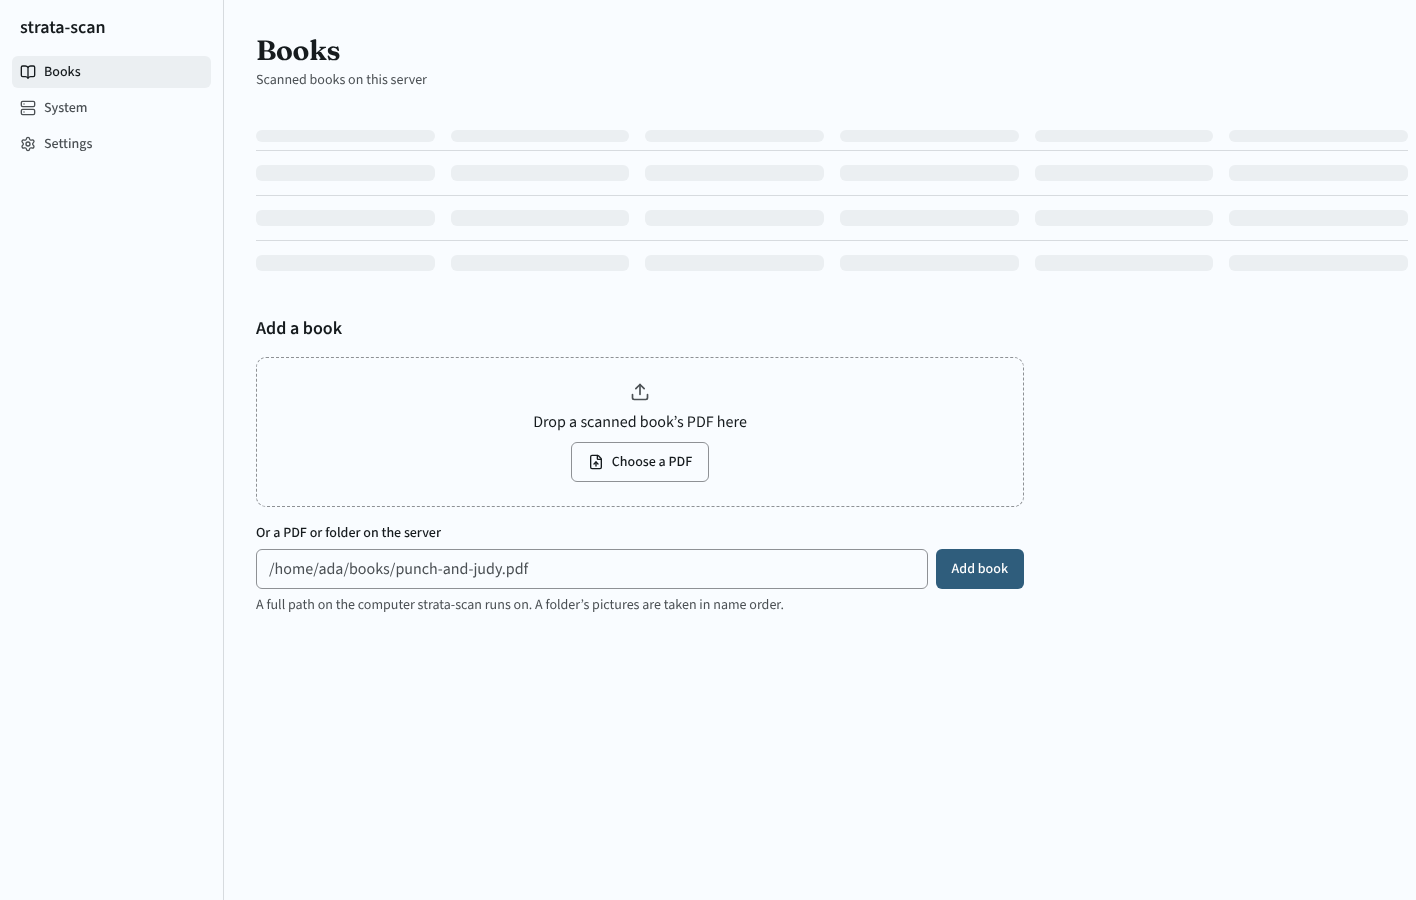 strata-scan
Books
System
Settings
Books
Scanned books on this server
Add a book
Drop a scanned book’s PDF here
Choose a PDF
Or a PDF or folder on the server
/home/ada/books/punch-and-judy.pdf
Add book
A full path on the computer strata-scan runs on. A folder’s pictures are taken in name order.